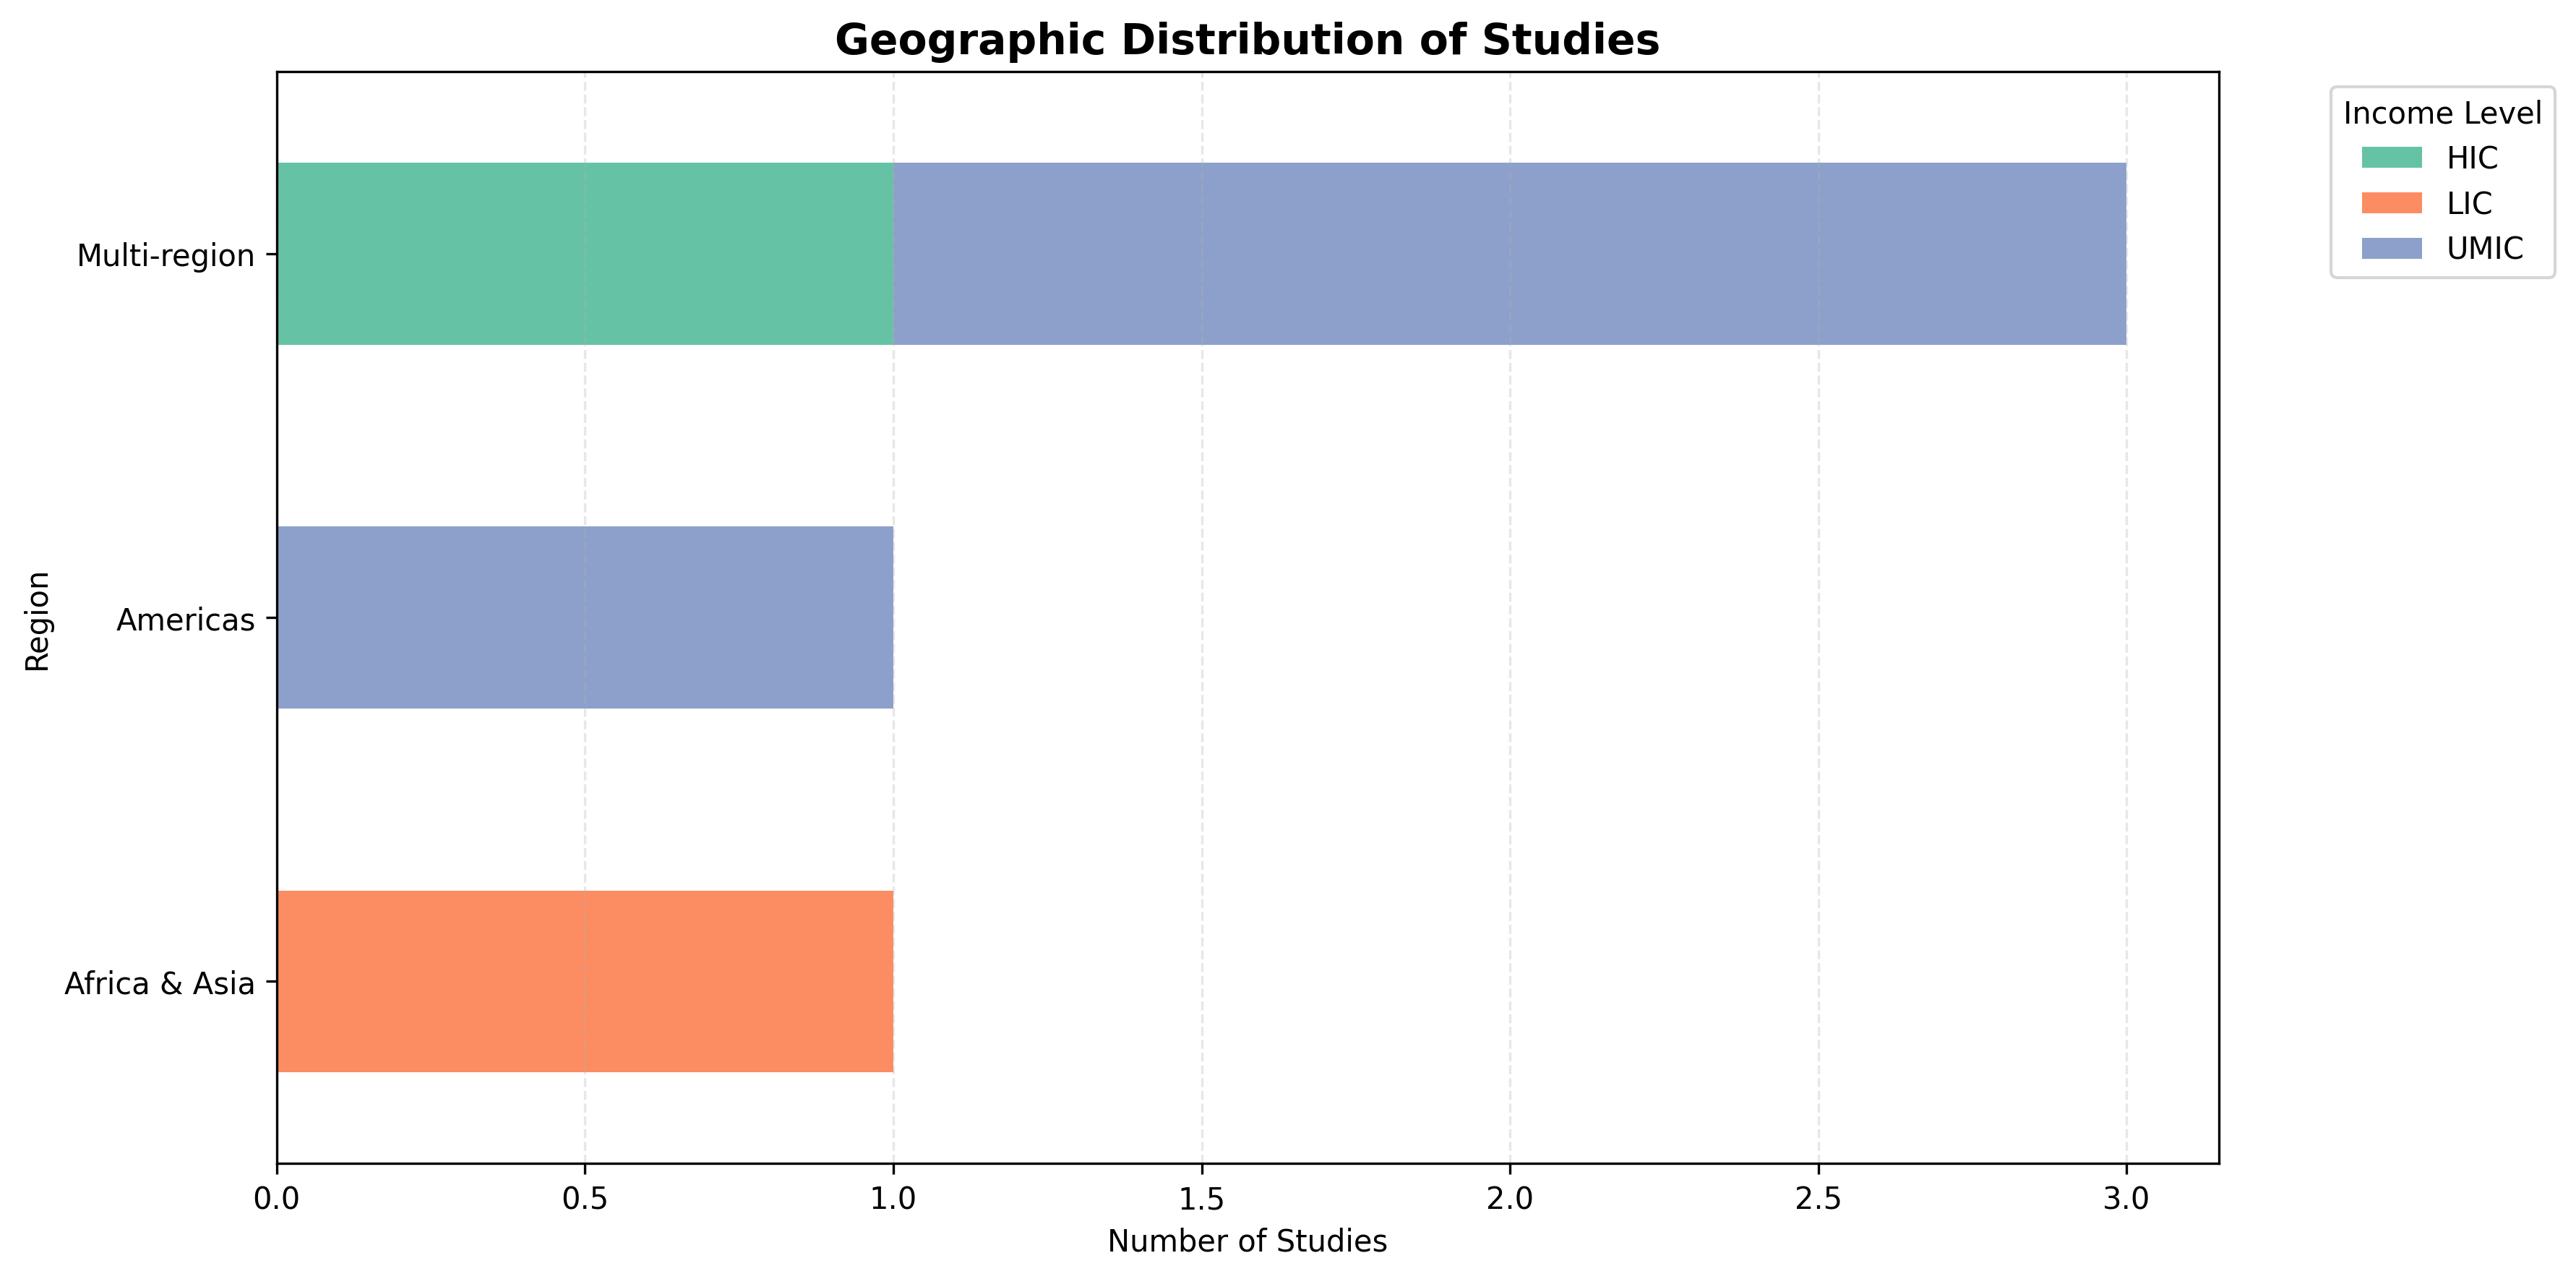 Geographic Distribution of Studies
Income Level
HIC
LIC
UMIC
Multi-region
Americas
Africa & Asia
Region
0.0 0.5 1.0 1.5 2.0 2.5 3.0
Number of Studies